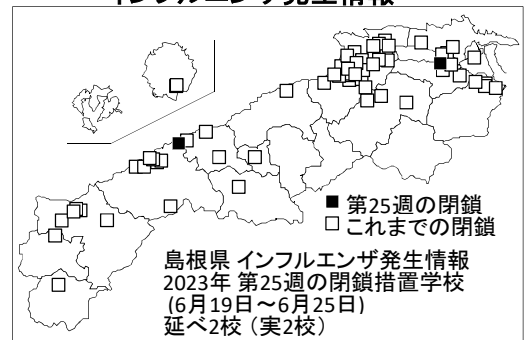 インフルエンザ発生情報
■ 第25週の閉鎖
□ これまでの閉鎖
島根県 インフルエンザ発生情報
2023年 第25週の閉鎖措置学校
(6月19日～6月25日)
延べ2校（実2校）